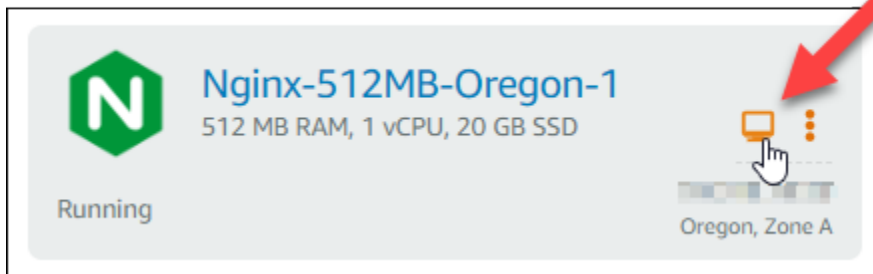 N
Nginx-512MB-Oregon-1
512 MB RAM, 1 vCPU, 20 GB SSD
Running
Oregon, Zone A